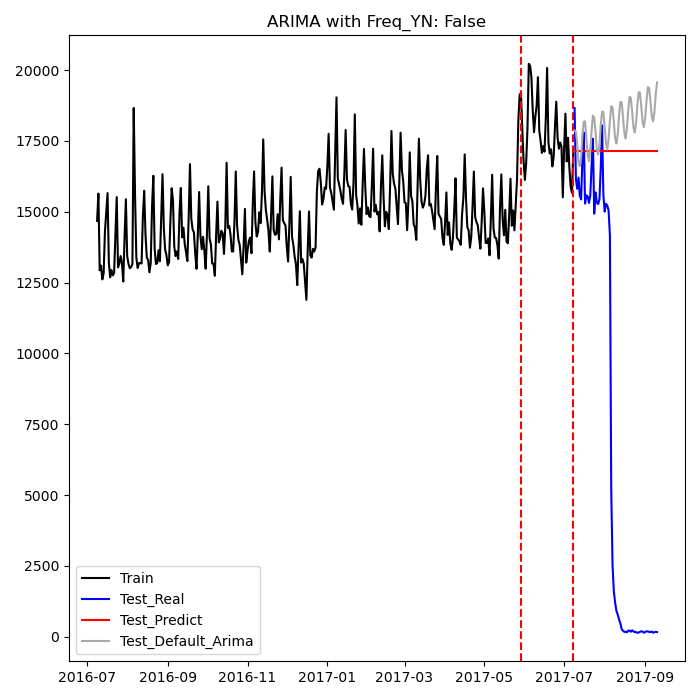 ARIMA with Freq_YN: False
20000
17500
15000
12500
10000
7500
5000
2500
0
Train
Test_Real
Test_Predict
Test_Default_Arima
2016-07 2016-09 2016-11 2017-01 2017-03 2017-05 2017-07 2017-09